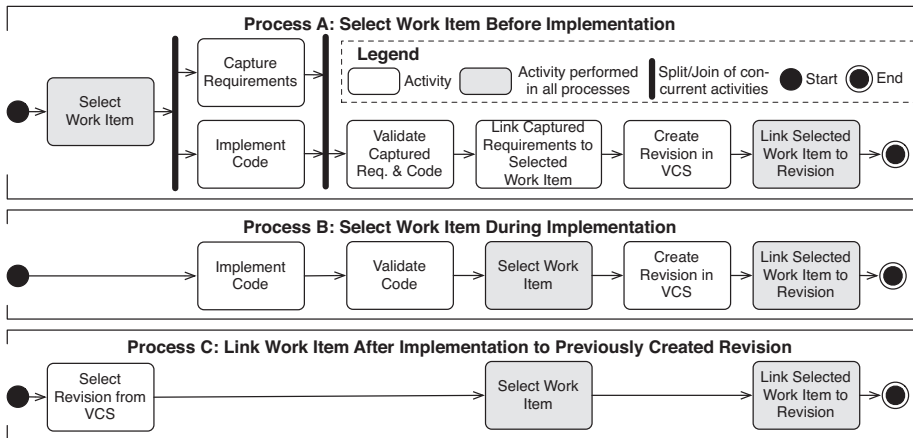 Process A: Select Work Item Before Implementation
Select
Work Item
Capture
Requirements
Implement
Code
Legend
Activity
Activity performed
in all processes
Split/Join of con-
current activities
Start
End
Validate
Captured
Req. & Code
Link Captured
Requirements to
Selected
Work Item
Create
Revision in
VCS
Link Selected
Work Item to
Revision
Process B: Select Work Item During Implementation
Implement
Code
Validate
Code
Select Work
Item
Create
Revision in
VCS
Link Selected
Work Item to
Revision
Process C: Link Work Item After Implementation to Previously Created Revision
Select
Revision from
VCS
Select Work
Item
Link Selected
Work Item to
Revision